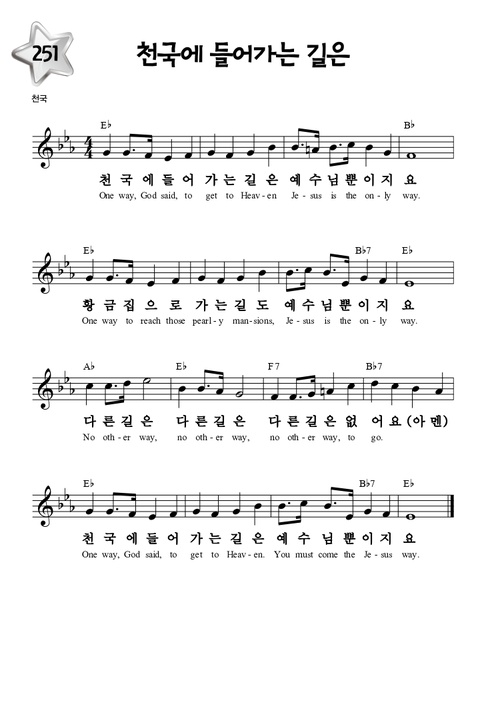 251
천국에 들어가는 길은
천국
E♭ B♭
천 국 에 들 어 가 는 길 은 예 수 님 뿐 이 지 요
One way, God said, to get to Heav - en Je - sus is the on - ly way.
E♭ B♭7 E♭
황 금 집 으 로 가 는 길 도 예 수 님 뿐 이 지 요
One way to reach those pearl - y man - sions, Je - sus is the on - ly way.
A♭ E♭ F7 B♭7
다 른 길 은 다 른 길 은 다 른 길 은 없 어 요 (아 멘)
No oth - er way, no oth - er way, no oth - er way, to go.
E♭ B♭7 E♭
천 국 에 들 어 가 는 길 은 예 수 님 뿐 이 지 요
One way, God said, to get to Heav - en. You must come the Je - sus way.